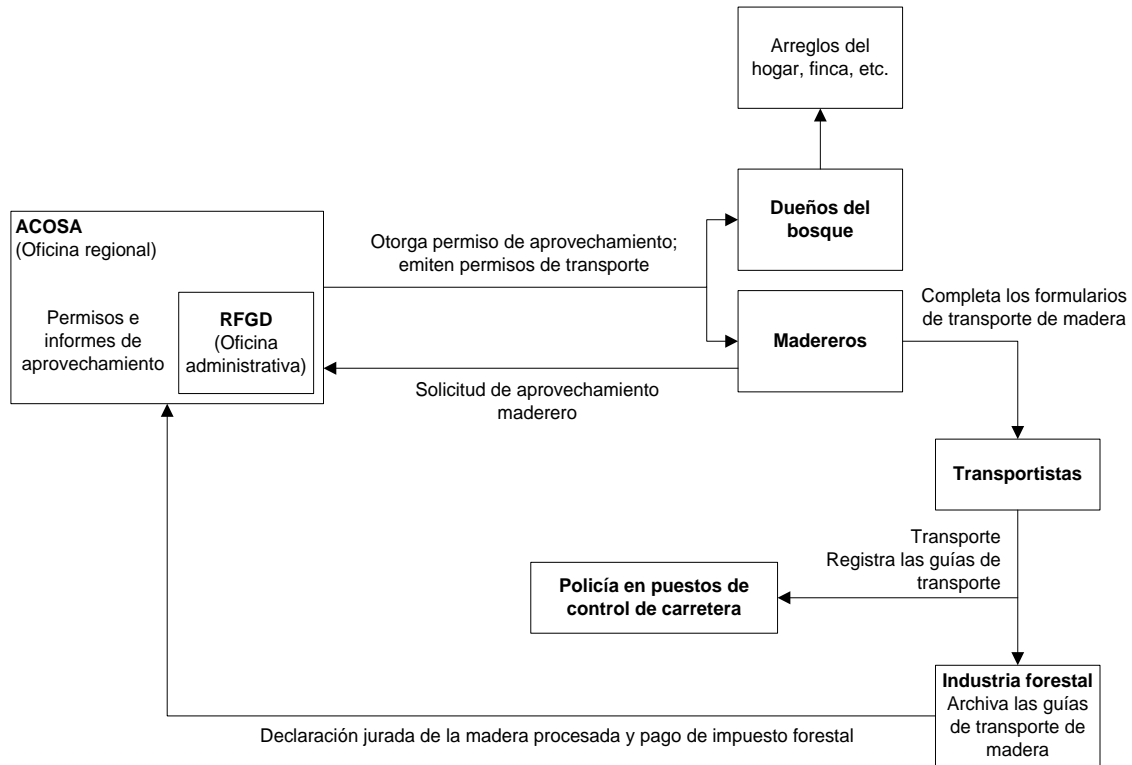 Arreglos del
hogar, finca, etc.
Dueños del
bosque
ACOSA
(Oficina regional)
Permisos e
informes de
aprovechamiento
RFGD
(Oficina
administrativa)
Otorga permiso de aprovechamiento;
emiten permisos de transporte
Madereros
Completa los formularios
de transporte de madera
Solicitud de aprovechamiento
maderero
Transportistas
Transporte
Registra las guías de
transporte
Policía en puestos de
control de carretera
Industria forestal
Archiva las guías
de transporte de
madera
Declaración jurada de la madera procesada y pago de impuesto forestal